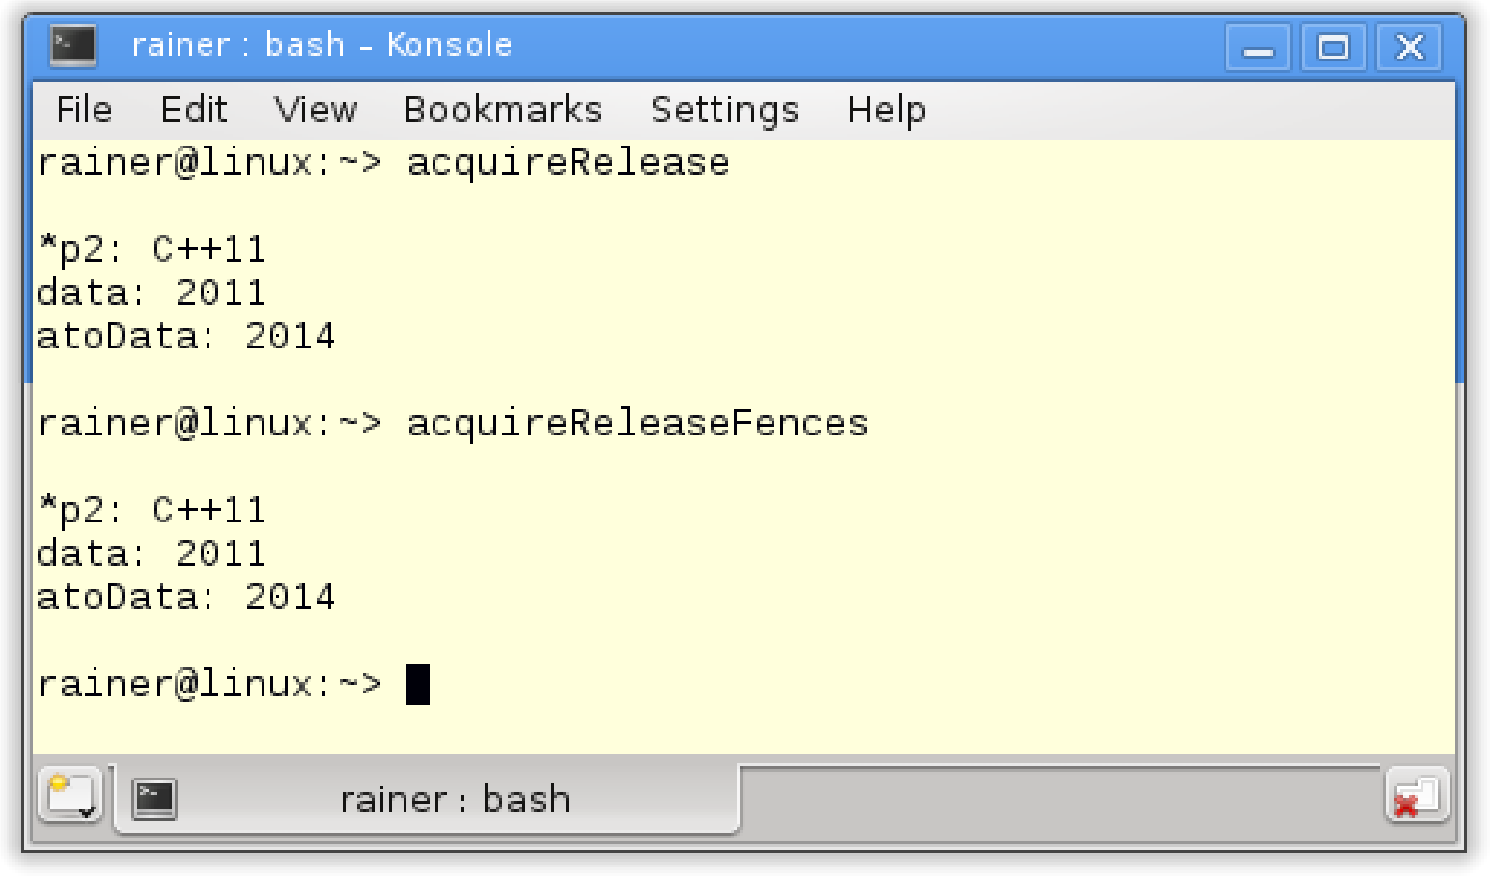 rainer : bash – Konsole
File Edit View Bookmarks Settings Help
rainer@linux:~> acquireRelease
*p2: C++11
data: 2011
atoData: 2014
rainer@linux:~> acquireReleaseFences
*p2: C++11
data: 2011
atoData: 2014
rainer@linux:~>
rainer : bash